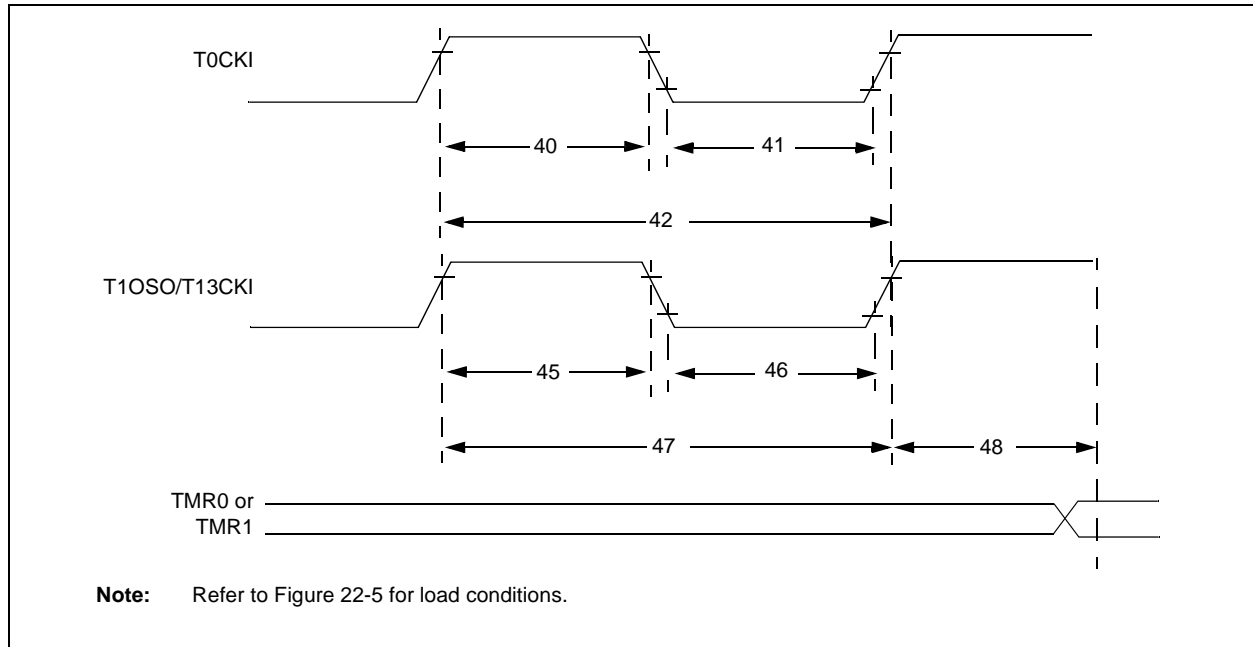 T0CKI
40
41
42
T1OSO/T13CKI
45
46
47
48
TMR0 or
TMR1
Note: Refer to Figure 22-5 for load conditions.